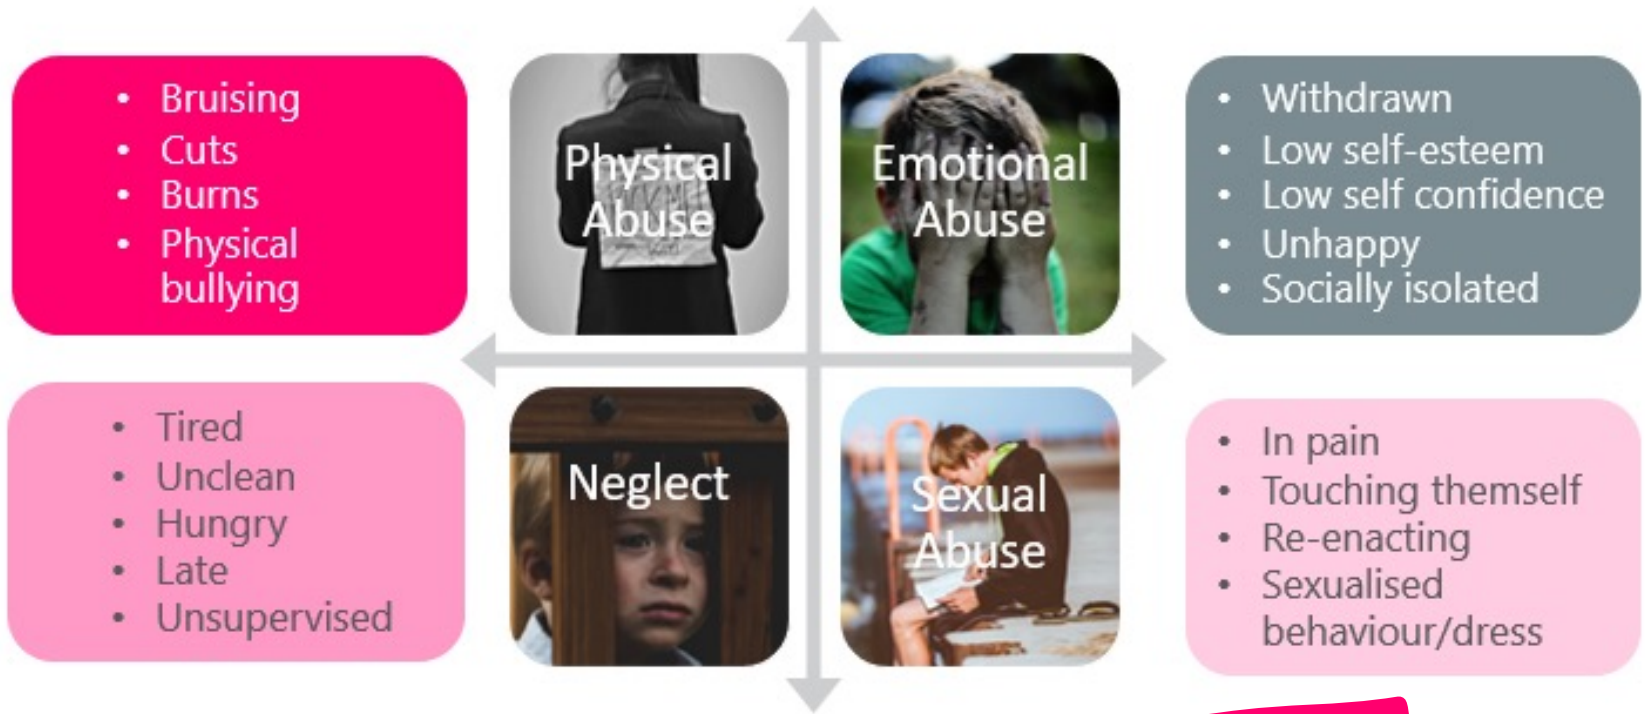 • Bruising
• Cuts
• Burns
• Physical
bullying
Physical
Abuse
Emotional
Abuse
• Withdrawn
• Low self-esteem
• Low self confidence
• Unhappy
• Socially isolated
• Tired
• Unclean
• Hungry
• Late
• Unsupervised
Neglect
Sexual
Abuse
• In pain
• Touching themself
• Re-enacting
• Sexualised
behaviour/dress